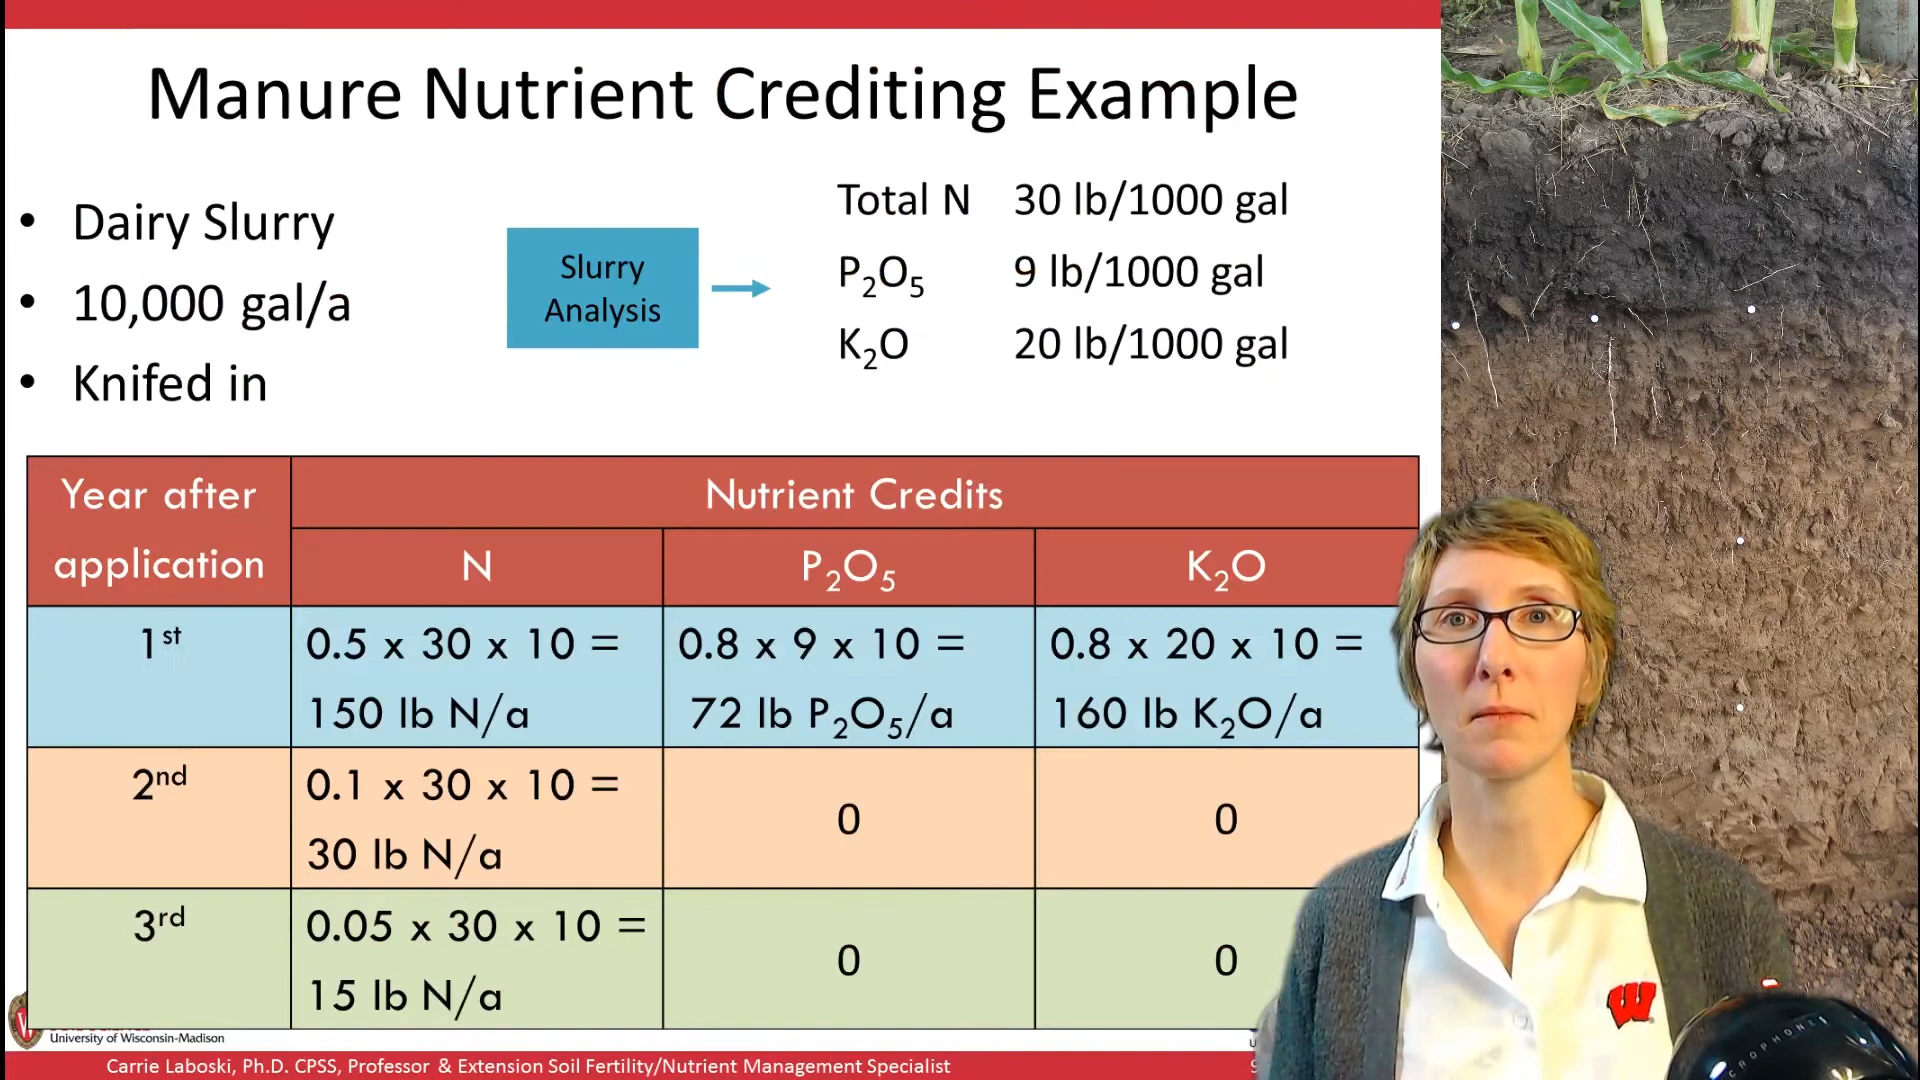 Manure Nutrient Crediting Example
• Dairy Slurry
• 10,000 gal/a
• Knifed in
Slurry
Analysis
Total N 30 lb/1000 gal
P₂O₅ 9 lb/1000 gal
K₂O 20 lb/1000 gal
Year after
application
Nutrient Credits
N P₂O₅ K₂O
1st
0.5 x 30 x 10 =
150 lb N/a
0.8 x 9 x 10 =
72 lb P₂O₅/a
0.8 x 20 x 10 =
160 lb K₂O/a
2nd
0.1 x 30 x 10 =
30 lb N/a
0
0
3rd
0.05 x 30 x 10 =
15 lb N/a
0
0
W
University of Wisconsin-Madison
Carrie Laboski, Ph.D. CPSS, Professor & Extension Soil Fertility/Nutrient Management Specialist